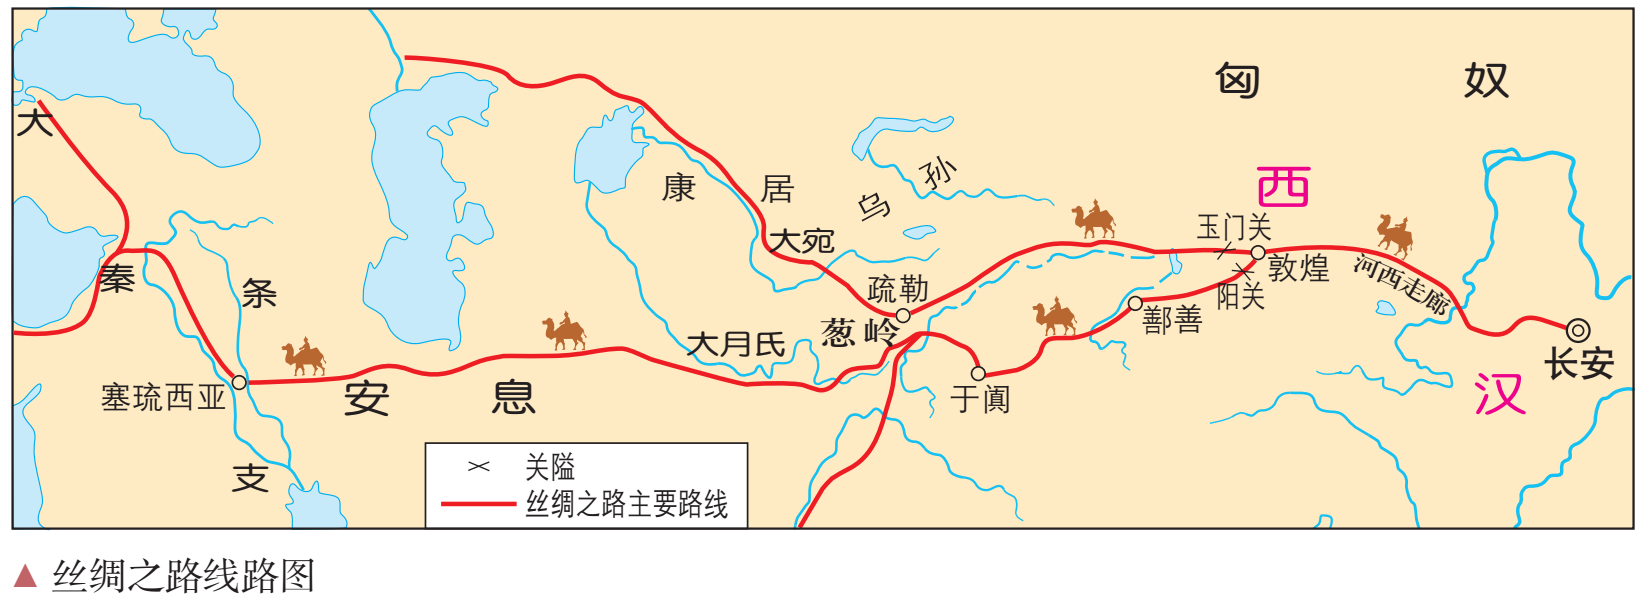 匈 奴
大
西
孙
乌
康 居
玉门关
大宛
敦煌
河西走廊
秦
条
疏勒
阳关
鄯善
葱岭
大月氏
长安
塞琉西亚
安 息
于阗
汉
支
关隘
丝绸之路主要路线
▲ 丝绸之路线路图